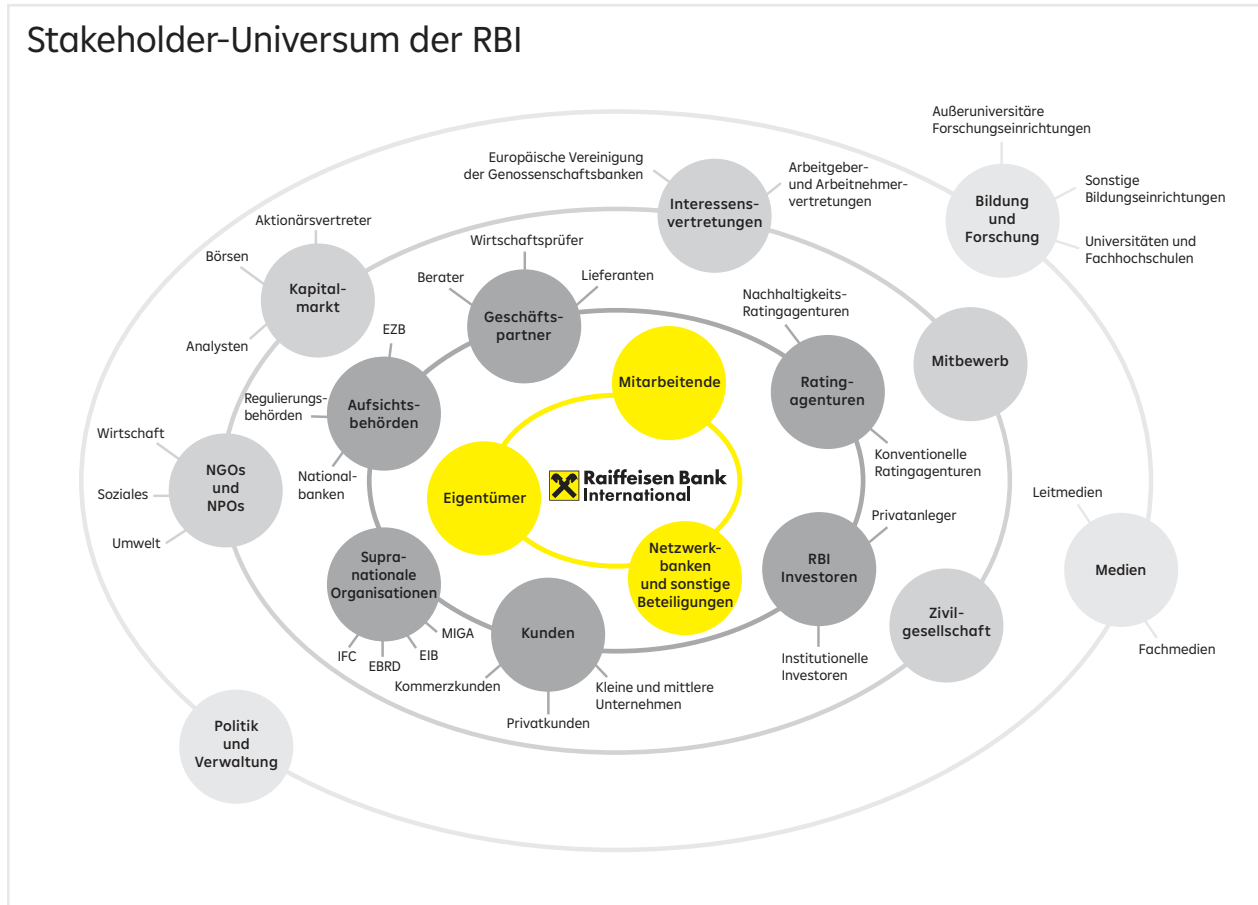 Stakeholder-Universum der RBI
Außeruniversitäre
Forschungseinrichtungen
Europäische Vereinigung
der Genossenschaftsbanken
Interessens-
vertretungen
Arbeitgeber-
und Arbeitnehmer-
vertretungen
Bildung
und
Forschung
Sonstige
Bildungseinrichtungen
Universitäten und
Fachhochschulen
Aktionärsvertreter
Börsen
Kapital-
markt
Analysten
Wirtschaftsprüfer
Berater
Lieferanten
Geschäfts-
partner
Nachhaltigkeits-
Ratingagenturen
Rating-
agenturen
Konventionelle
Ratingagenturen
Mitbewerb
EZB
Regulierungs-
behörden
Aufsichts-
behörden
National-
banken
Mitarbeitende
Wirtschaft
Soziales
Umwelt
NGOs
und
NPOs
Eigentümer
Raiffeisen Bank
International
Netzwerk-
banken
und sonstige
Beteiligungen
Privatanleger
RBI
Investoren
Institutionelle
Investoren
Leitmedien
Medien
Fachmedien
Supra-
nationale
Organisationen
IFC
EBRD
EIB
MIGA
Kunden
Kommerzkunden
Privatkunden
Kleine und mittlere
Unternehmen
Zivil-
gesellschaft
Politik
und
Verwaltung